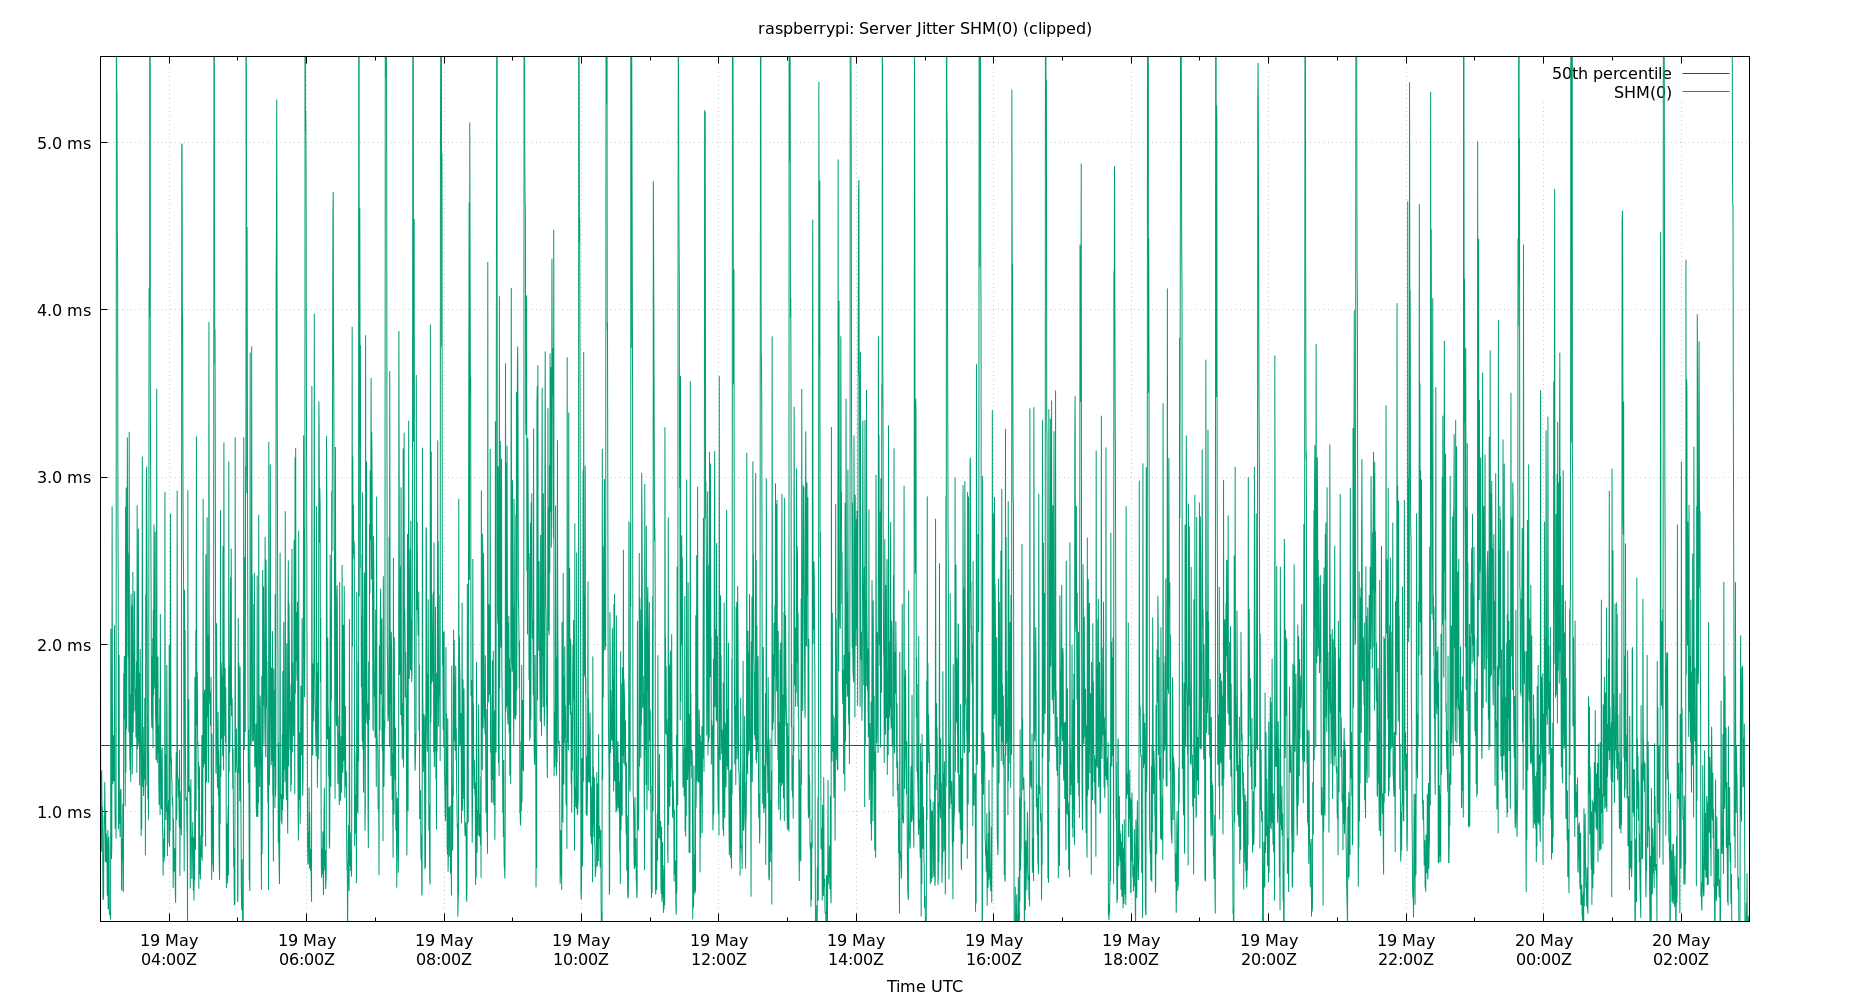 raspberrypi: Server Jitter SHM(0) (clipped)
50th percentile
SHM(0)
5.0 ms
4.0 ms
3.0 ms
2.0 ms
1.0 ms
19 May 19 May 19 May 19 May 19 May 19 May 19 May 19 May 19 May 19 May 20 May 20 May
04:00Z 06:00Z 08:00Z 10:00Z 12:00Z 14:00Z 16:00Z 18:00Z 20:00Z 22:00Z 00:00Z 02:00Z
Time UTC